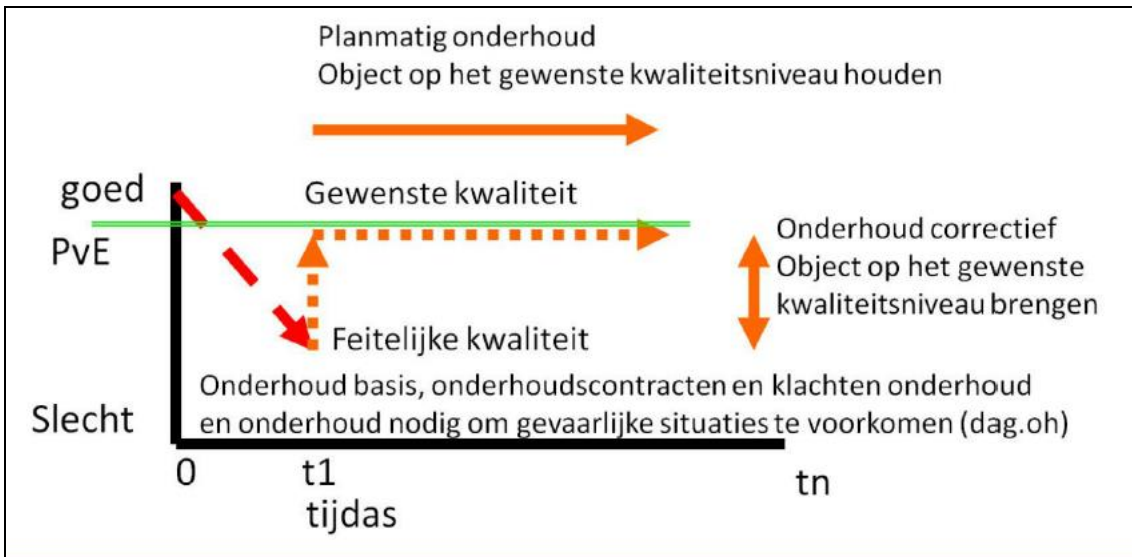 Planmatig onderhoud
Object op het gewenste kwaliteitsniveau houden
goed
Gewenste kwaliteit
PvE
Onderhoud correctief
Object op het gewenste
kwaliteitsniveau brengen
Feitelijke kwaliteit
Onderhoud basis, onderhoudscontracten en klachten onderhoud
en onderhoud nodig om gevaarlijke situaties te voorkomen (dag.oh)
Slecht
0
t1
tn
tijdas